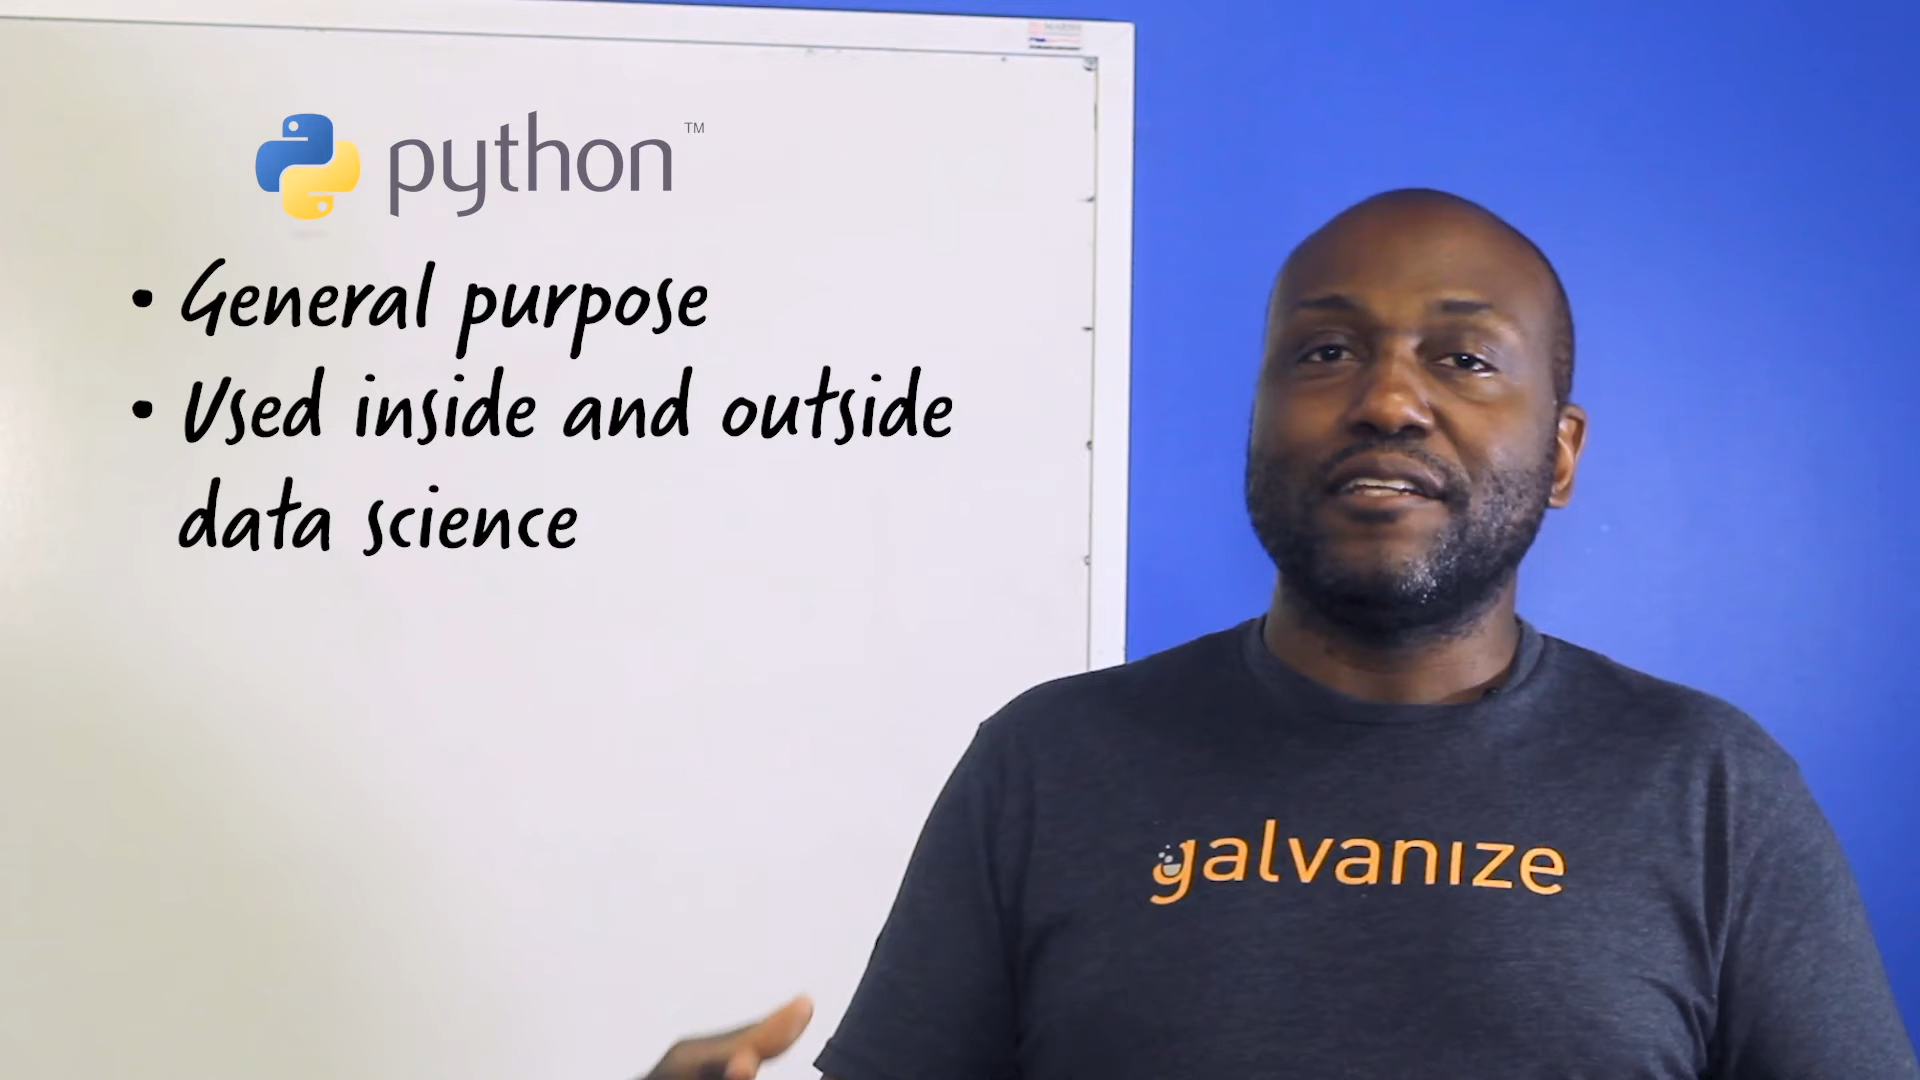 python™
• General purpose
• Used inside and outside
data science
galvanize